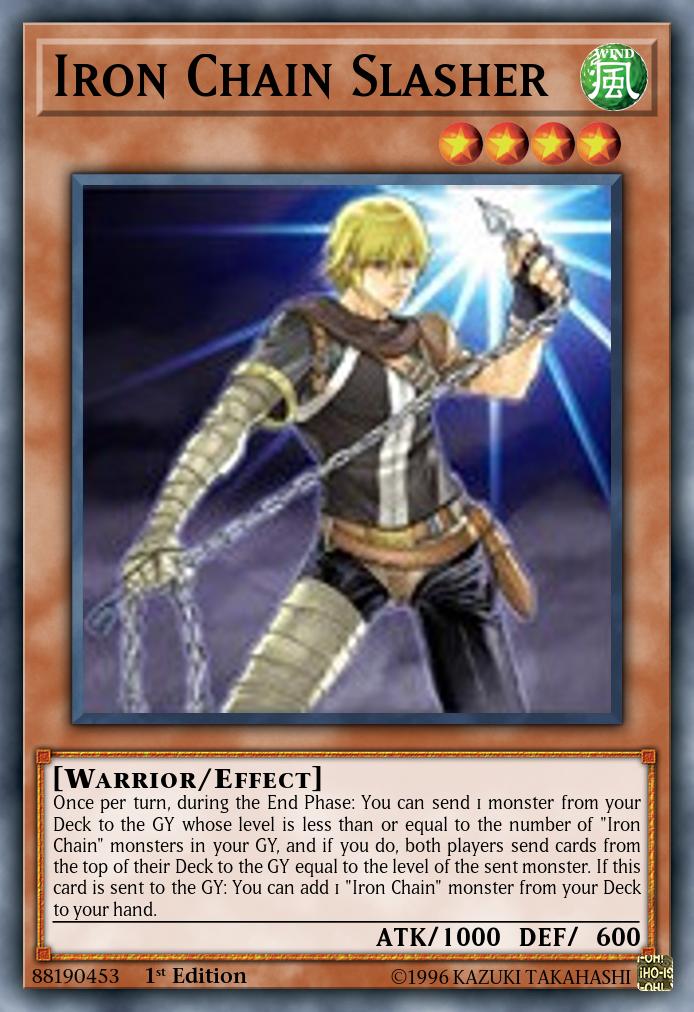 Iron Chain Slasher
WIND
風
[Warrior/Effect]
Once per turn, during the End Phase: You can send 1 monster from your
Deck to the GY whose level is less than or equal to the number of "Iron
Chain" monsters in your GY, and if you do, both players send cards from
the top of their Deck to the GY equal to the level of the sent monster. If this
card is sent to the GY: You can add 1 "Iron Chain" monster from your Deck
to your hand.
ATK/1000 DEF/ 600
88190453 1st Edition ©1996 KAZUKI TAKAHASHI